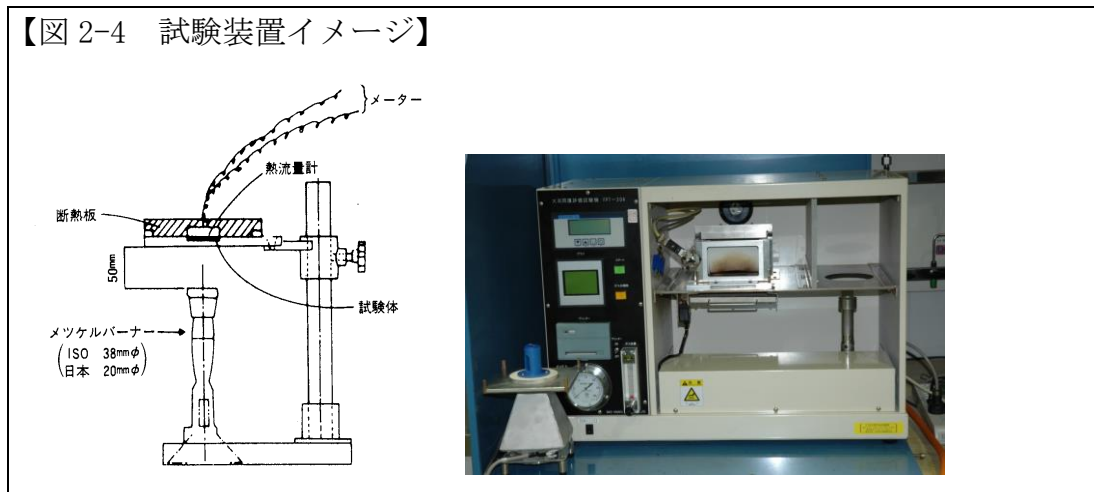 【図 2-4 試験装置イメージ】
メーター
熱流量計
断熱板
50mm
試験体
メツケルバーナー
(ISO 38mmφ
日本 20mmφ)